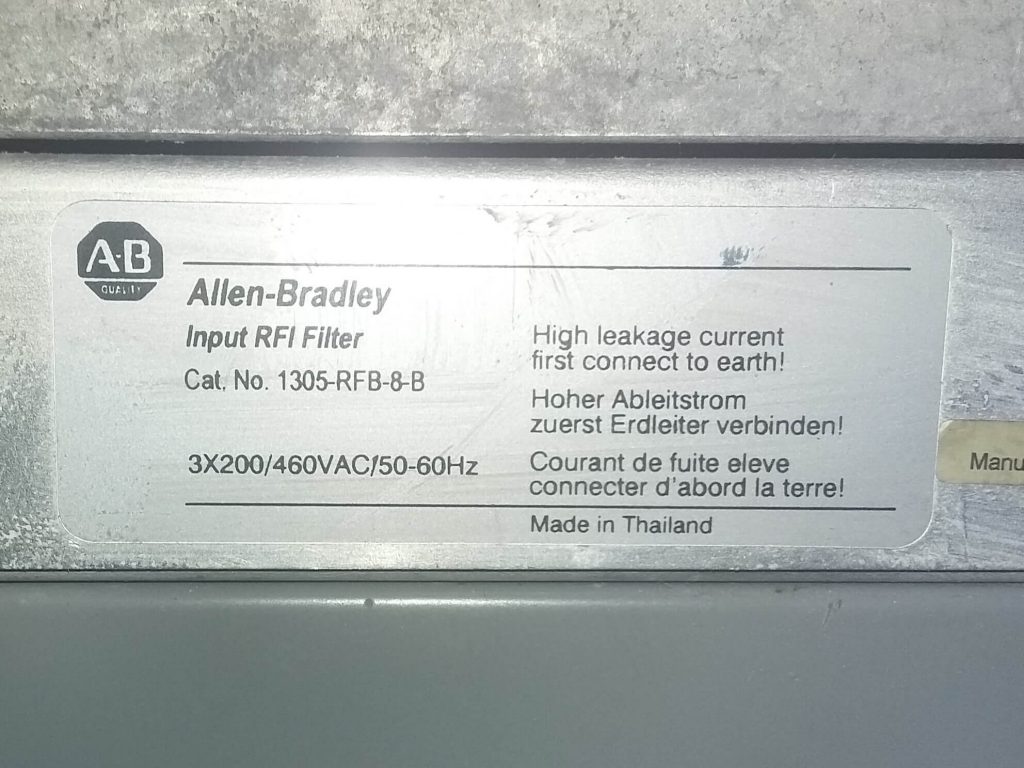 A-B
QUALITY
Allen-Bradley
Input RFI Filter
Cat. No. 1305-RFB-8-B
3X200/460VAC/50-60Hz
High leakage current
first connect to earth!
Hoher Ableitstrom
zuerst Erdleiter verbinden!
Courant de fuite eleve
connecter d'abord la terre!
Made in Thailand
Manu